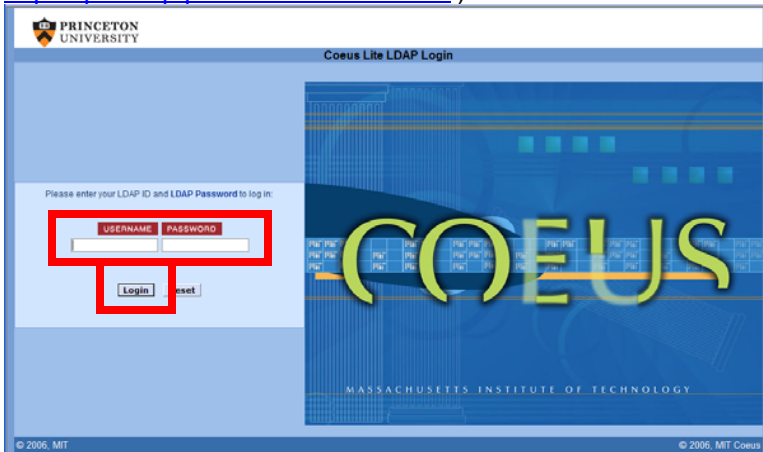 PRINCETON
UNIVERSITY
Coeus Lite LDAP Login
Please enter your LDAP ID and LDAP Password to log in:
USERNAME PASSWORD
Login
COEUS
MASSACHUSETTS INSTITUTE OF TECHNOLOGY
© 2006, MIT
© 2006, MIT Coeus